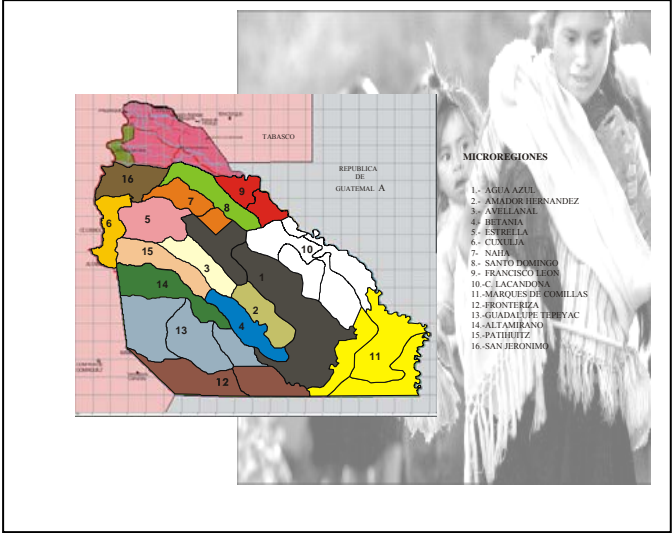 TABASCO
REPUBLICA
DE
GUATEMAL A
16
9
7
8
6
5
10
15
3
1
14
2
4
13
11
12
MICROREGIONES
1.- AGUA AZUL
2.- AMADOR HERNANDEZ
3.- AVELLANAL
4.- BETANIA
5.- ESTRELLA
6.- CUXULJA
7- NAHA
8.- SANTO DOMINGO
9.- FRANCISCO LEON
10.-C. LACANDONA
11.-MARQUES DE COMILLAS
12.-FRONTERIZA
13.-GUADALUPE TEPEYAC
14.-ALTAMIRANO
15.-PATIHUITZ
16.-SAN JERONIMO